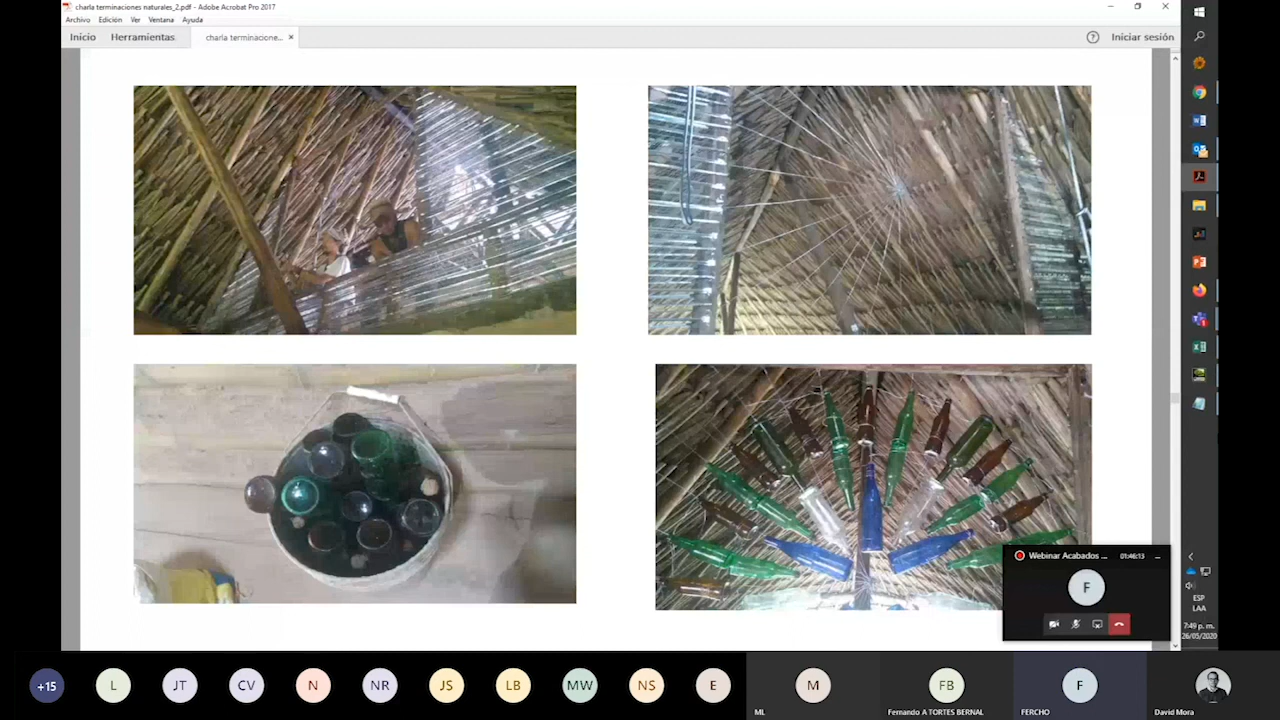 charla terminaciones naturales_2.pdf - Adobe Acrobat Pro 2017
Archivo Edición Ver Ventana Ayuda
Inicio Herramientas charla terminacione... ×
? Iniciar sesión
Webinar Acabados ... 01:46:13
F
ESP
LAA
7:49 p. m.
26/05/2020
+15 L JT CV N NR JS LB MW NS E M FB F
ML Fernando A TORTES BERNAL FERCHO David Mora